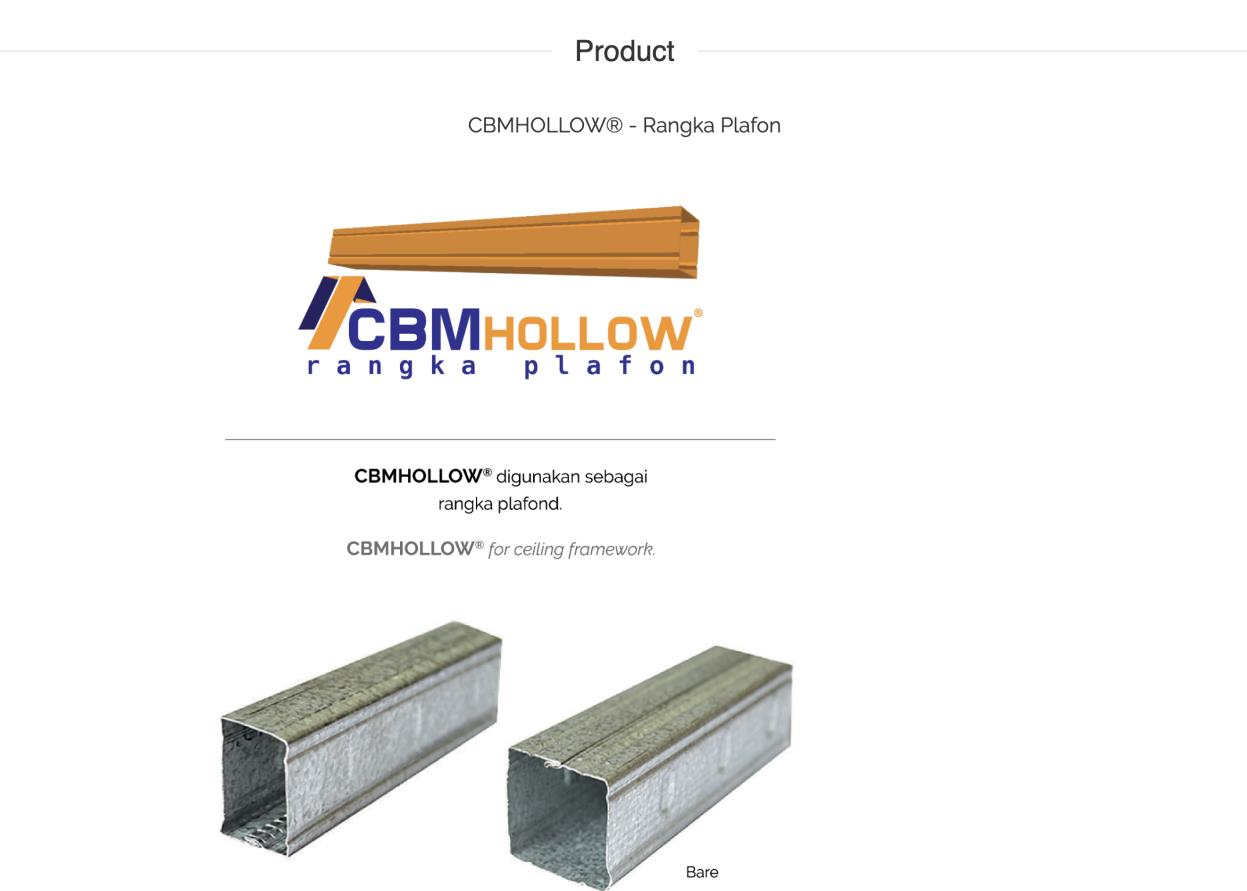 Product
CBMHOLLOW® - Rangka Plafon
CBMHOLLOW®
rangka plafon
CBMHOLLOW® digunakan sebagai
rangka plafond.
CBMHOLLOW® for ceiling framework.
Bare